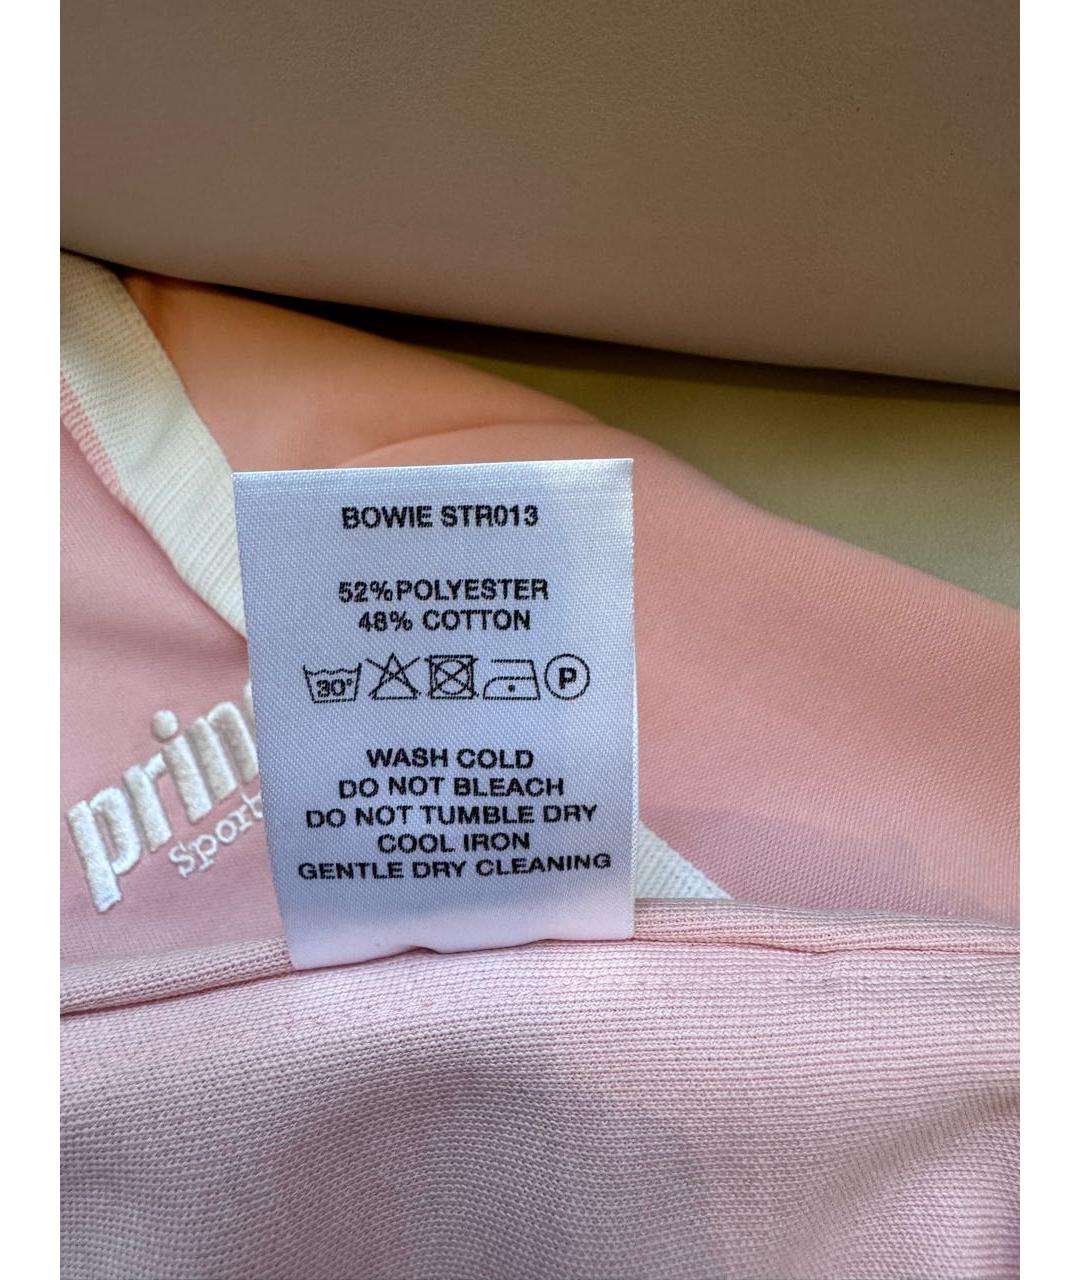 BOWIE STR013
52%POLYESTER
48% COTTON
30°
P
WASH COLD
DO NOT BLEACH
DO NOT TUMBLE DRY
COOL IRON
GENTLE DRY CLEANING
Sport